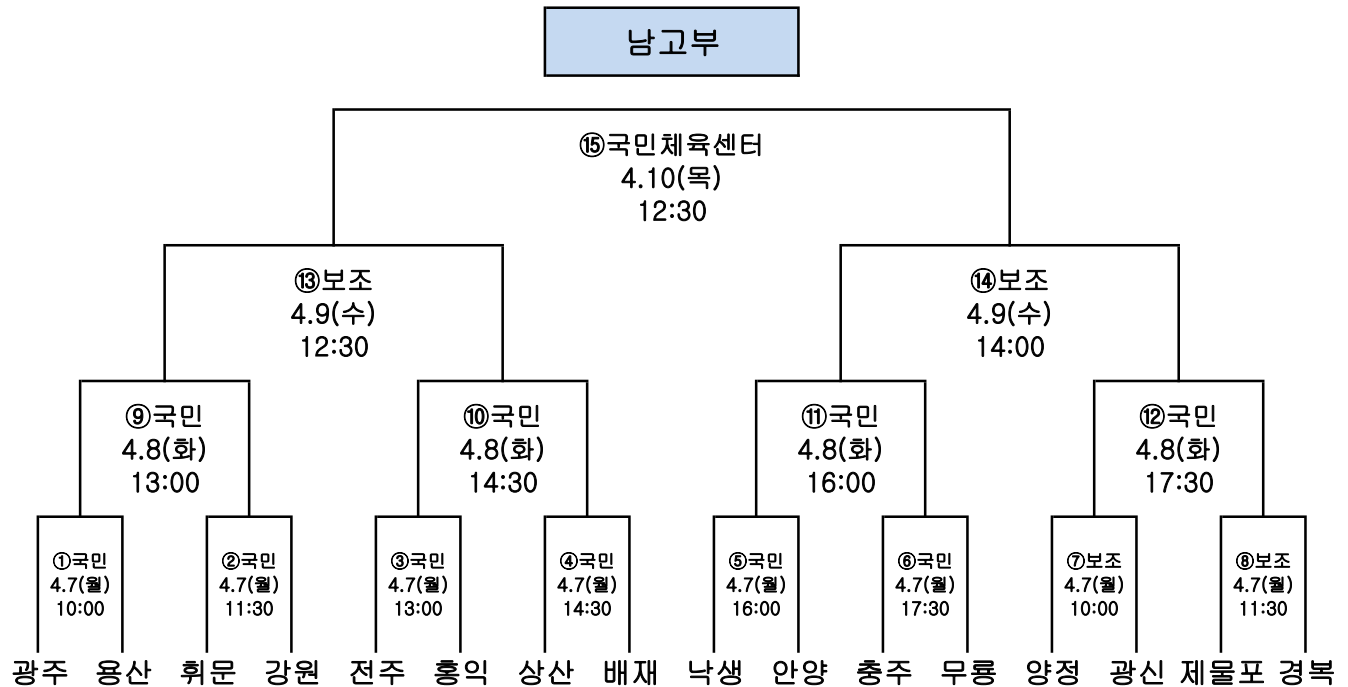 남고부
⑮국민체육센터
4.10(목)
12:30
⑬보조
4.9(수)
12:30
⑭보조
4.9(수)
14:00
⑨국민
4.8(화)
13:00
⑩국민
4.8(화)
14:30
⑪국민
4.8(화)
16:00
⑫국민
4.8(화)
17:30
①국민
4.7(월)
10:00
②국민
4.7(월)
11:30
③국민
4.7(월)
13:00
④국민
4.7(월)
14:30
⑤국민
4.7(월)
16:00
⑥국민
4.7(월)
17:30
⑦보조
4.7(월)
10:00
⑧보조
4.7(월)
11:30
광주 용산 휘문 강원 전주 홍익 상산 배재 낙생 안양 충주 무룡 양정 광신 제물포 경복